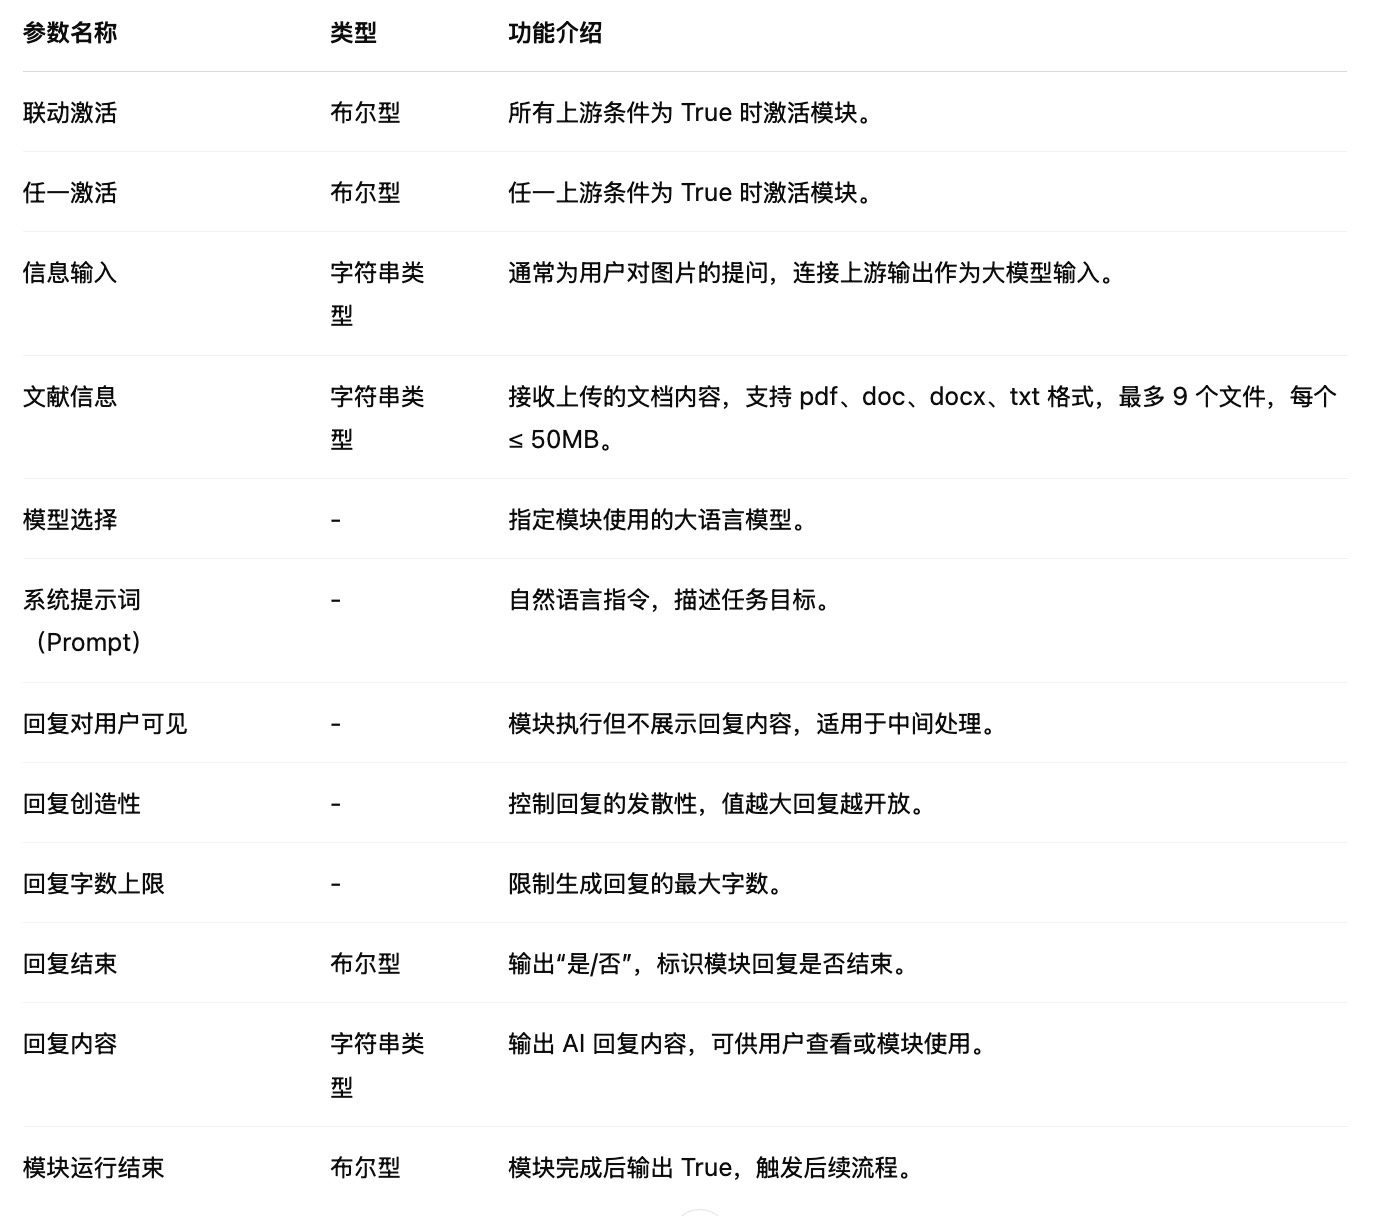 参数名称 类型 功能介绍
联动激活 布尔型 所有上游条件为 True 时激活模块。
任一激活 布尔型 任一上游条件为 True 时激活模块。
信息输入 字符串类 通常为用户对图片的提问，连接上游输出作为大模型输入。
型
文献信息 字符串类 接收上传的文档内容，支持 pdf、doc、docx、txt 格式，最多 9 个文件，每个
型 ≤ 50MB。
模型选择 - 指定模块使用的大语言模型。
系统提示词 - 自然语言指令，描述任务目标。
（Prompt）
回复对用户可见 - 模块执行但不展示回复内容，适用于中间处理。
回复创造性 - 控制回复的发散性，值越大回复越开放。
回复字数上限 - 限制生成回复的最大字数。
回复结束 布尔型 输出“是/否”，标识模块回复是否结束。
回复内容 字符串类 输出 AI 回复内容，可供用户查看或模块使用。
型
模块运行结束 布尔型 模块完成后输出 True，触发后续流程。